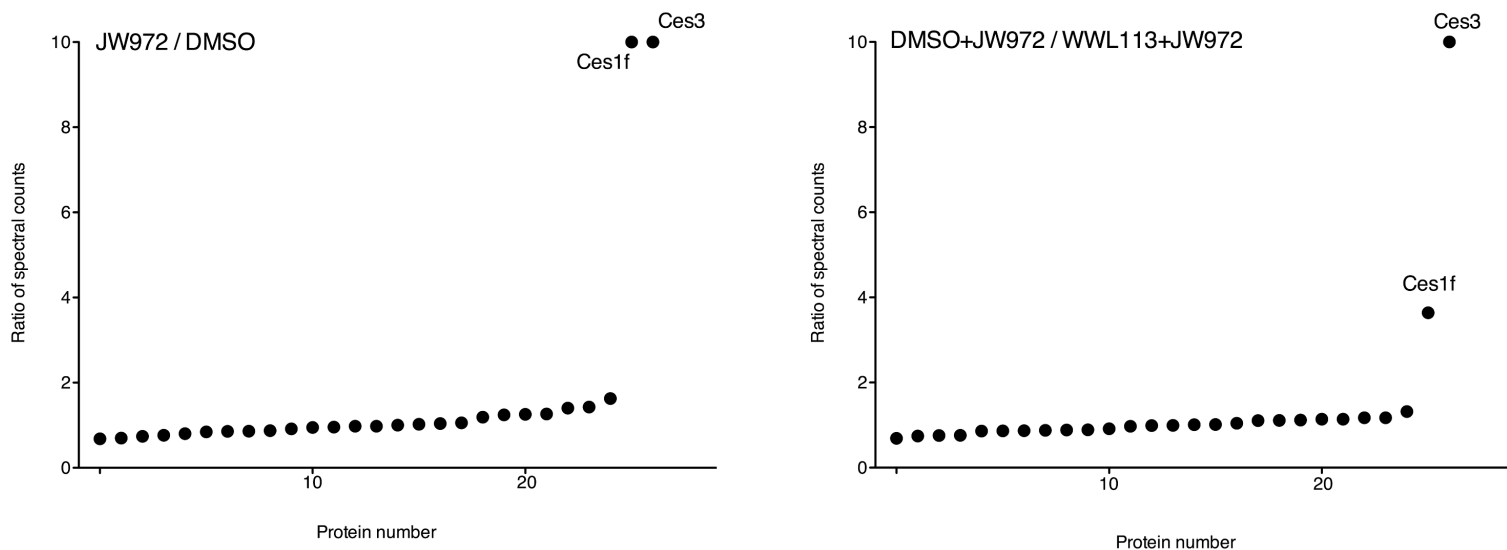 JW972 / DMSO
Ces3
Ces1f
10
8
6
4
2
0
10
20
Ratio of spectral counts
Protein number
DMSO+JW972 / WWL113+JW972
Ces3
Ces1f
10
8
6
4
2
0
10
20
Ratio of spectral counts
Protein number